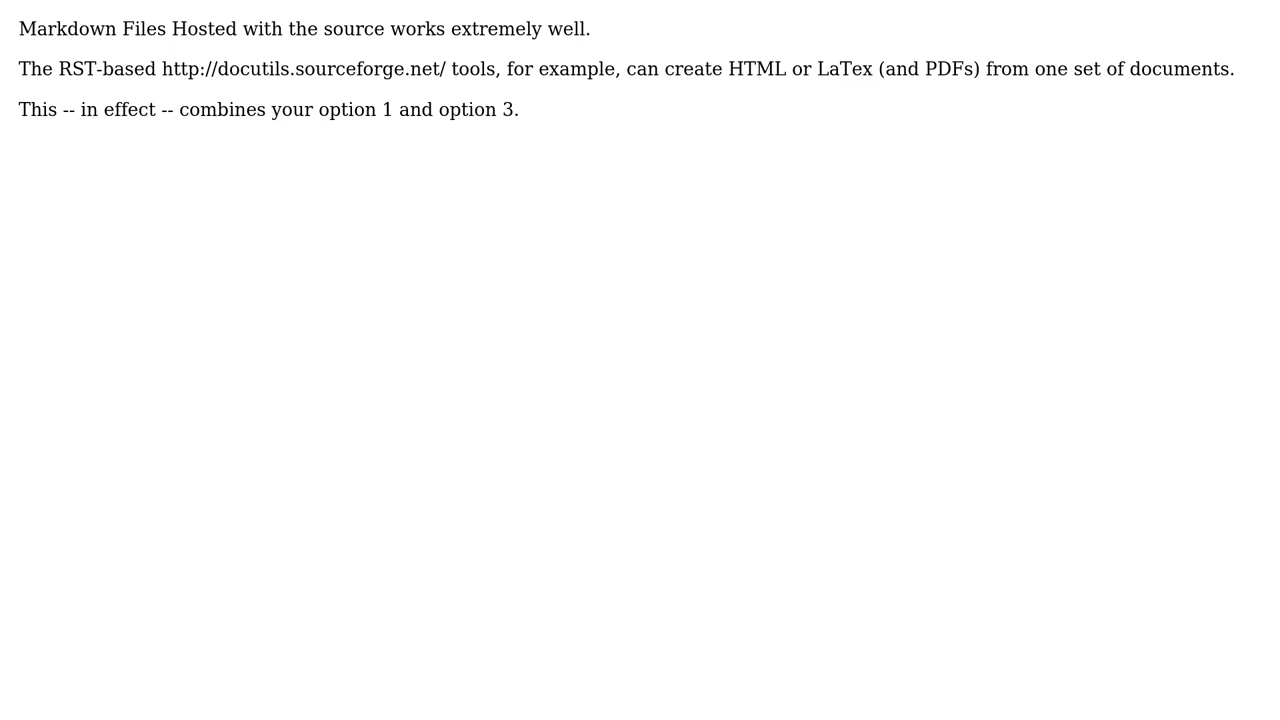 Markdown Files Hosted with the source works extremely well.
The RST-based http://docutils.sourceforge.net/ tools, for example, can create HTML or LaTex (and PDFs) from one set of documents.
This -- in effect -- combines your option 1 and option 3.